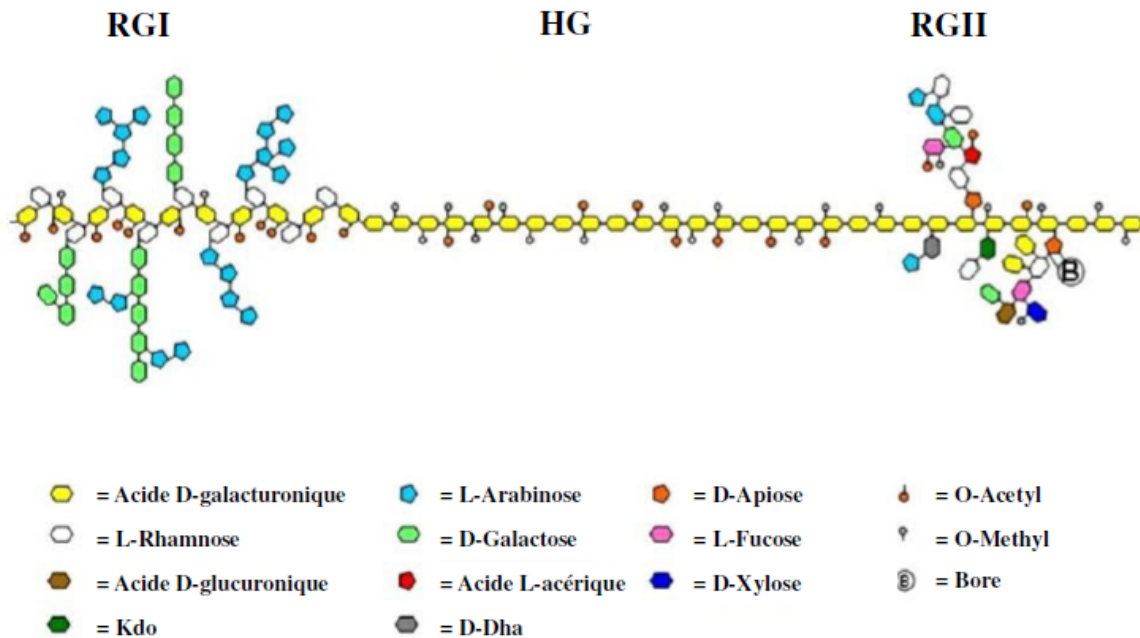 RGI HG RGII
B
= Acide D-galacturonique = L-Arabinose = D-Apiose = O-Acetyl
= L-Rhamnose = D-Galactose = L-Fucose = O-Methyl
= Acide D-glucuronique = Acide L-acérique = D-Xylose B = Bore
= Kdo = D-Dha